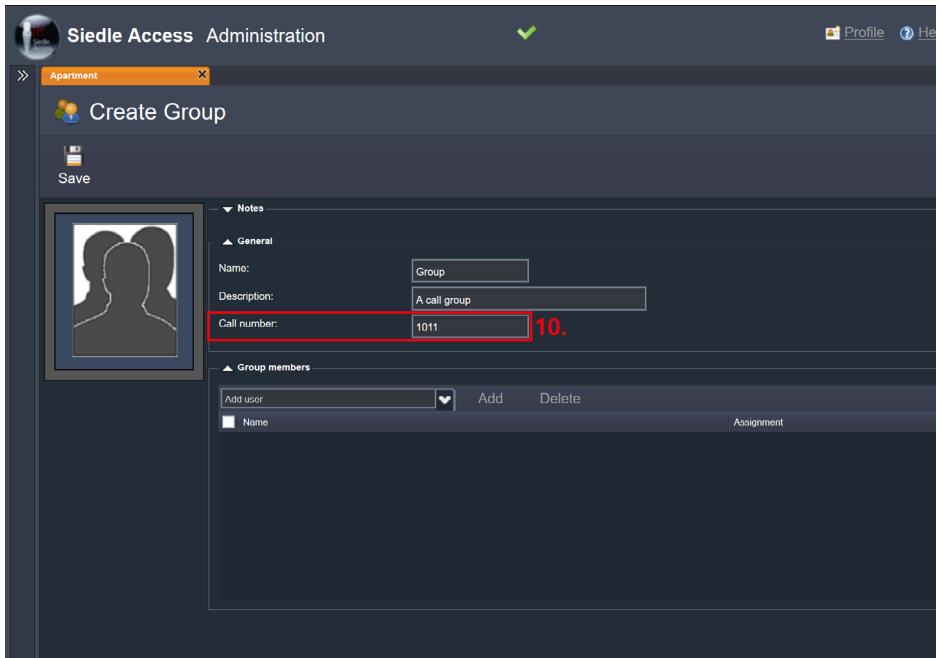 Siedle Access Administration
Profile
He
Apartment
Create Group
Save
Notes
General
Name:
Group
Description:
A call group
Call number:
1011
10.
Group members
Add user
Add
Delete
Name
Assignment